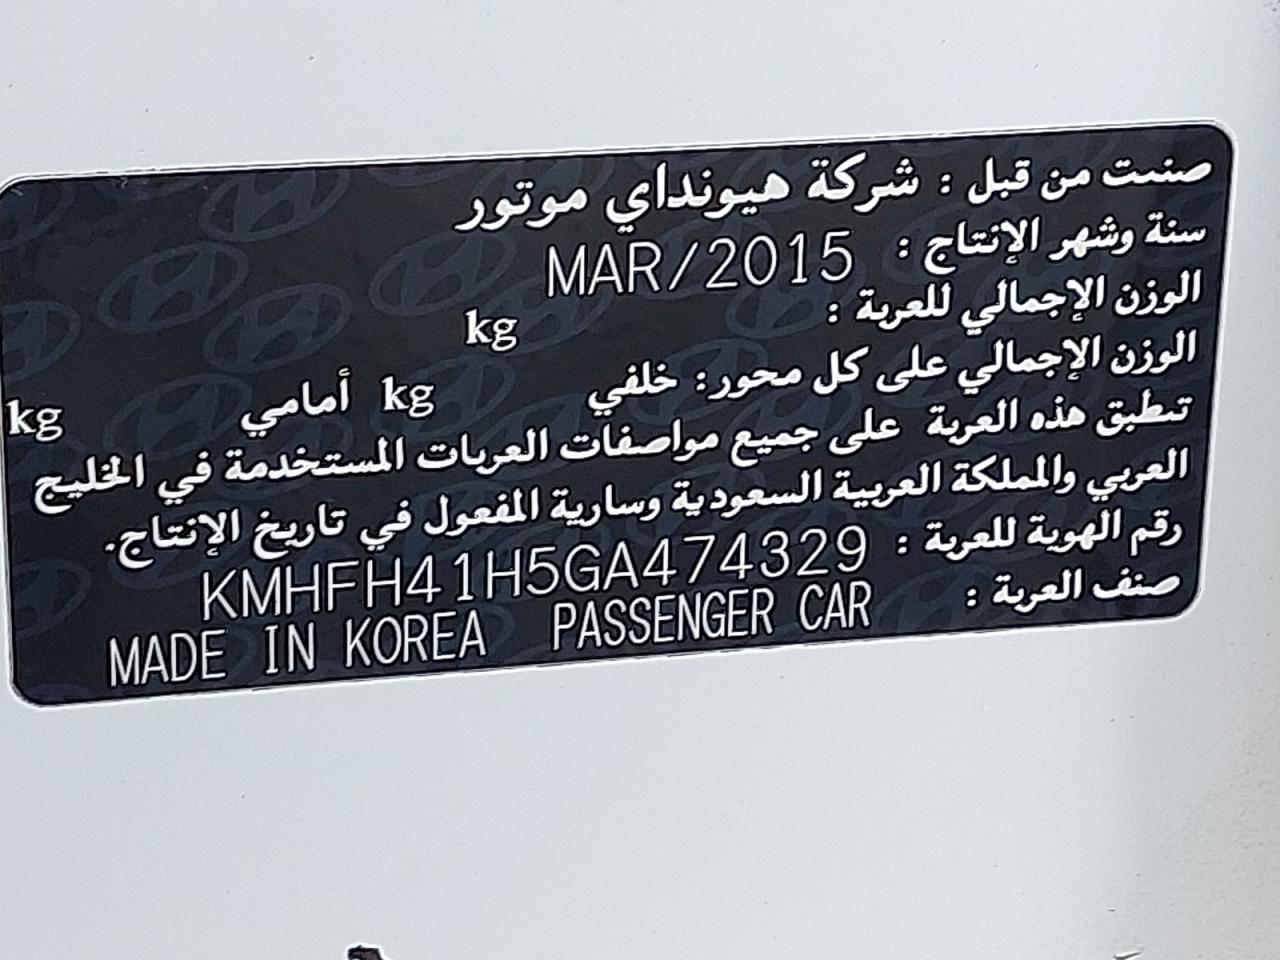 صنعت من قبل : شركة هيونداي موتور
سنة وشهر الإنتاج : MAR/2015
الوزن الإجمالي للعربة : kg
الوزن الإجمالي على كل محور: خلفي kg أمامي kg
تنطبق هذه العربة على جميع مواصفات العربات المستخدمة في الخليج
العربي والمملكة العربية السعودية وسارية المفعول في تاريخ الإنتاج.
رقم الهوية للعربة : KMHFH41H5GA474329
صنف العربة : PASSENGER CAR MADE IN KOREA